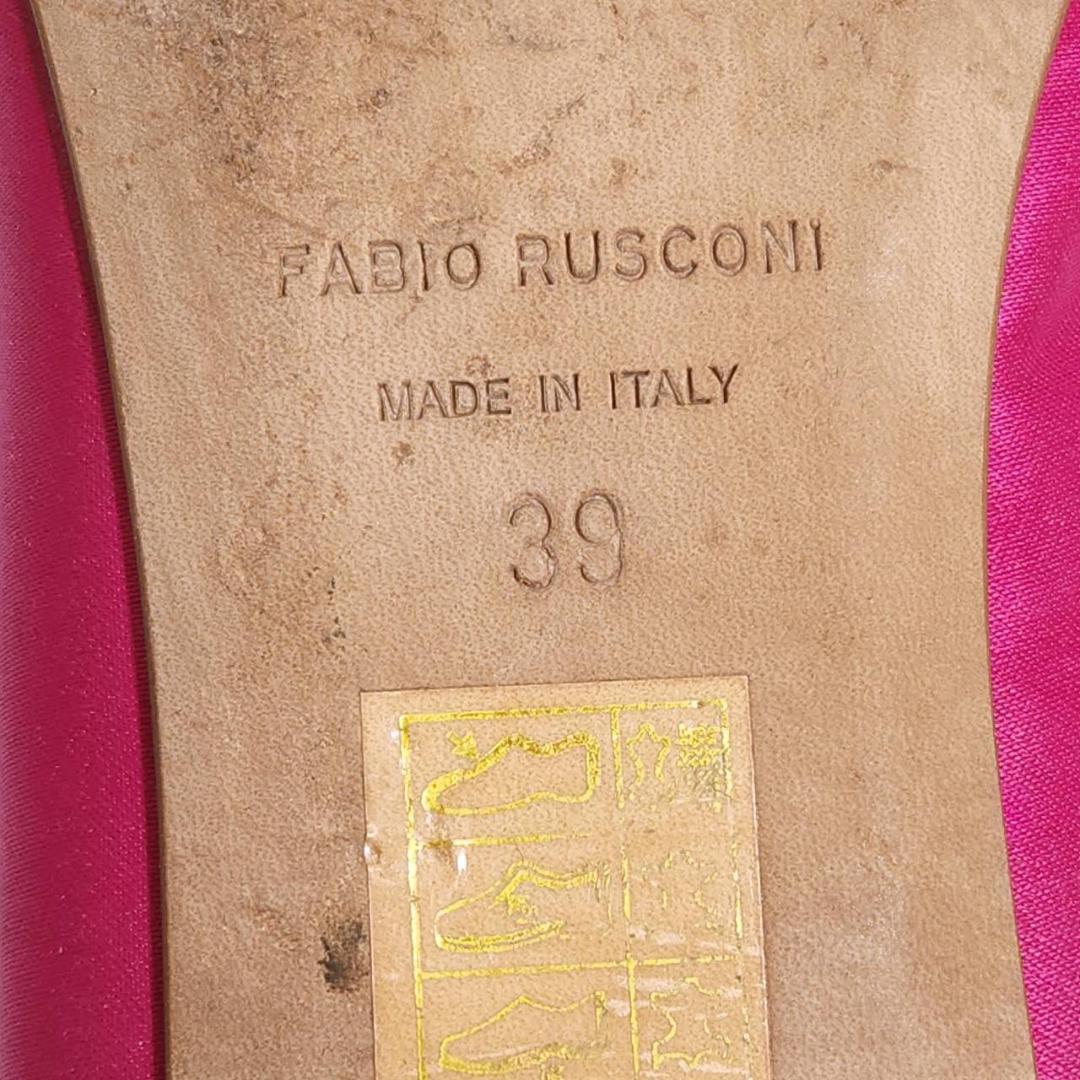 FABIO RUSCONI
MADE IN ITALY
39